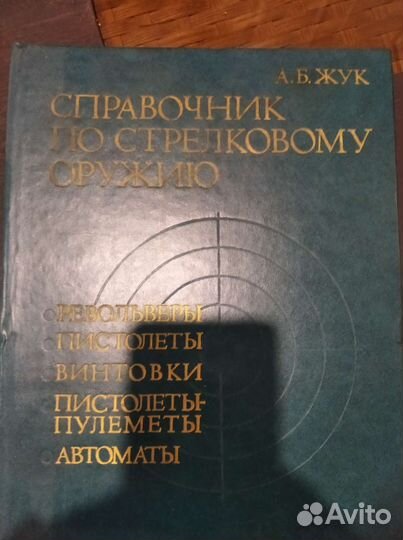 А.Б.ЖУК
СПРАВОЧНИК
ПО СТРЕЛКОВОМУ
ОРУЖИЮ
РЕВОЛЬВЕРЫ
ПИСТОЛЕТЫ
ВИНТОВКИ
ПИСТОЛЕТЫ-
ПУЛЕМЕТЫ
АВТОМАТЫ
Avito